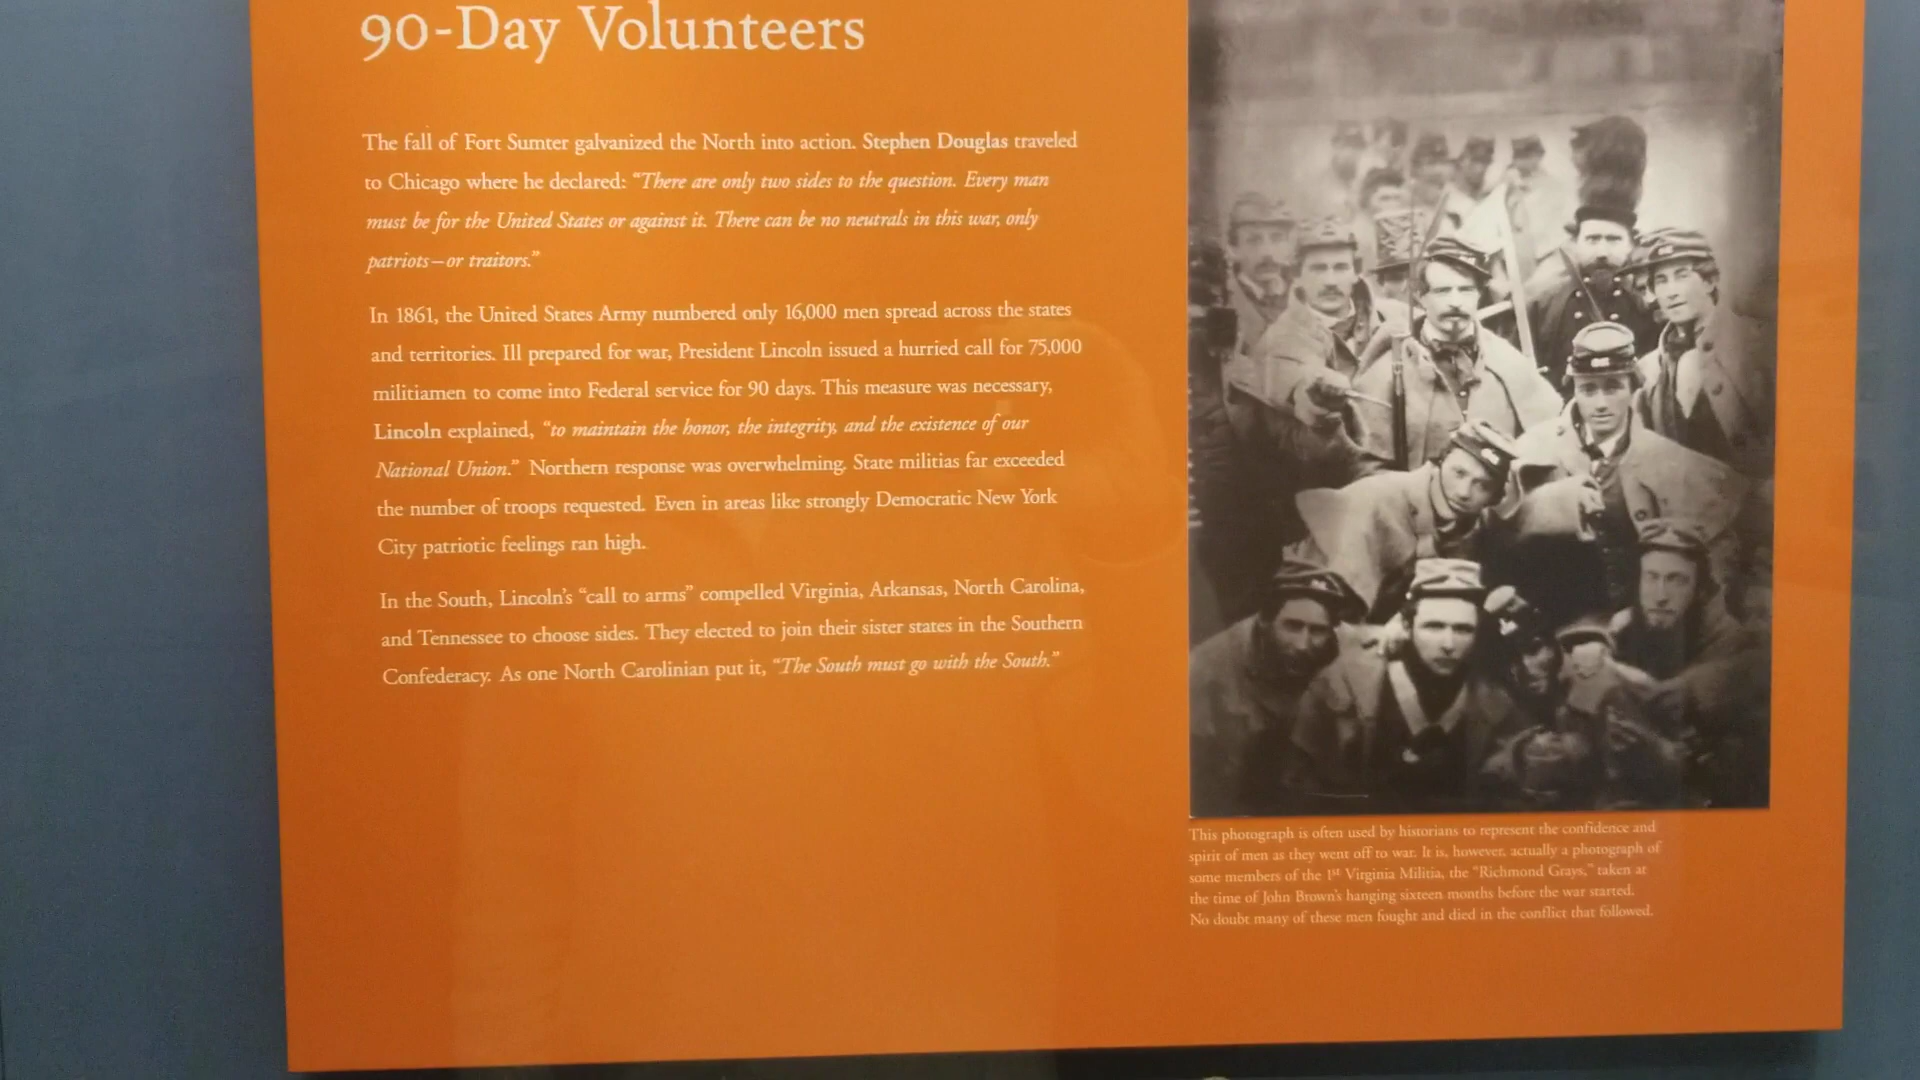 90-Day Volunteers
The fall of Fort Sumter galvanized the North into action. Stephen Douglas traveled
to Chicago where he declared: “There are only two sides to the question. Every man
must be for the United States or against it. There can be no neutrals in this war, only
patriots—or traitors.”
In 1861, the United States Army numbered only 16,000 men spread across the states
and territories. Ill prepared for war, President Lincoln issued a hurried call for 75,000
militiamen to come into Federal service for 90 days. This measure was necessary,
Lincoln explained, “to maintain the honor, the integrity, and the existence of our
National Union.” Northern response was overwhelming. State militias far exceeded
the number of troops requested. Even in areas like strongly Democratic New York
City patriotic feelings ran high.
In the South, Lincoln’s “call to arms” compelled Virginia, Arkansas, North Carolina,
and Tennessee to choose sides. They elected to join their sister states in the Southern
Confederacy. As one North Carolinian put it, “The South must go with the South.”
This photograph is often used by historians to represent the confidence and
spirit of men as they went off to war. It is, however, actually a photograph of
some members of the 1st Virginia Militia, the “Richmond Grays,” taken at
the time of John Brown’s hanging sixteen months before the war started.
No doubt many of these men fought and died in the conflict that followed.